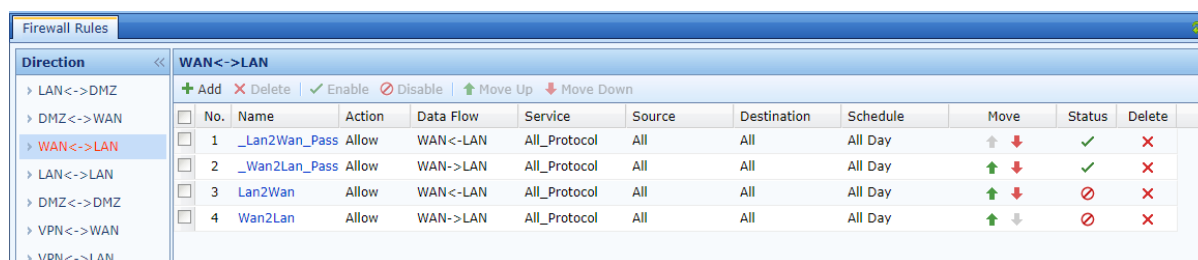 Firewall Rules
Direction «
WAN<->LAN
> LAN<->DMZ
> DMZ<->WAN
> WAN<->LAN
> LAN<->LAN
> DMZ<->DMZ
> VPN<->WAN
> VPN<->LAN
Add Delete | Enable Disable | Move Up Move Down
No. Name Action Data Flow Service Source Destination Schedule Move Status Delete
1 _Lan2Wan_Pass Allow WAN<-LAN All_Protocol All All All Day
2 _Wan2Lan_Pass Allow WAN->LAN All_Protocol All All All Day
3 Lan2Wan Allow WAN<-LAN All_Protocol All All All Day
4 Wan2Lan Allow WAN->LAN All_Protocol All All All Day